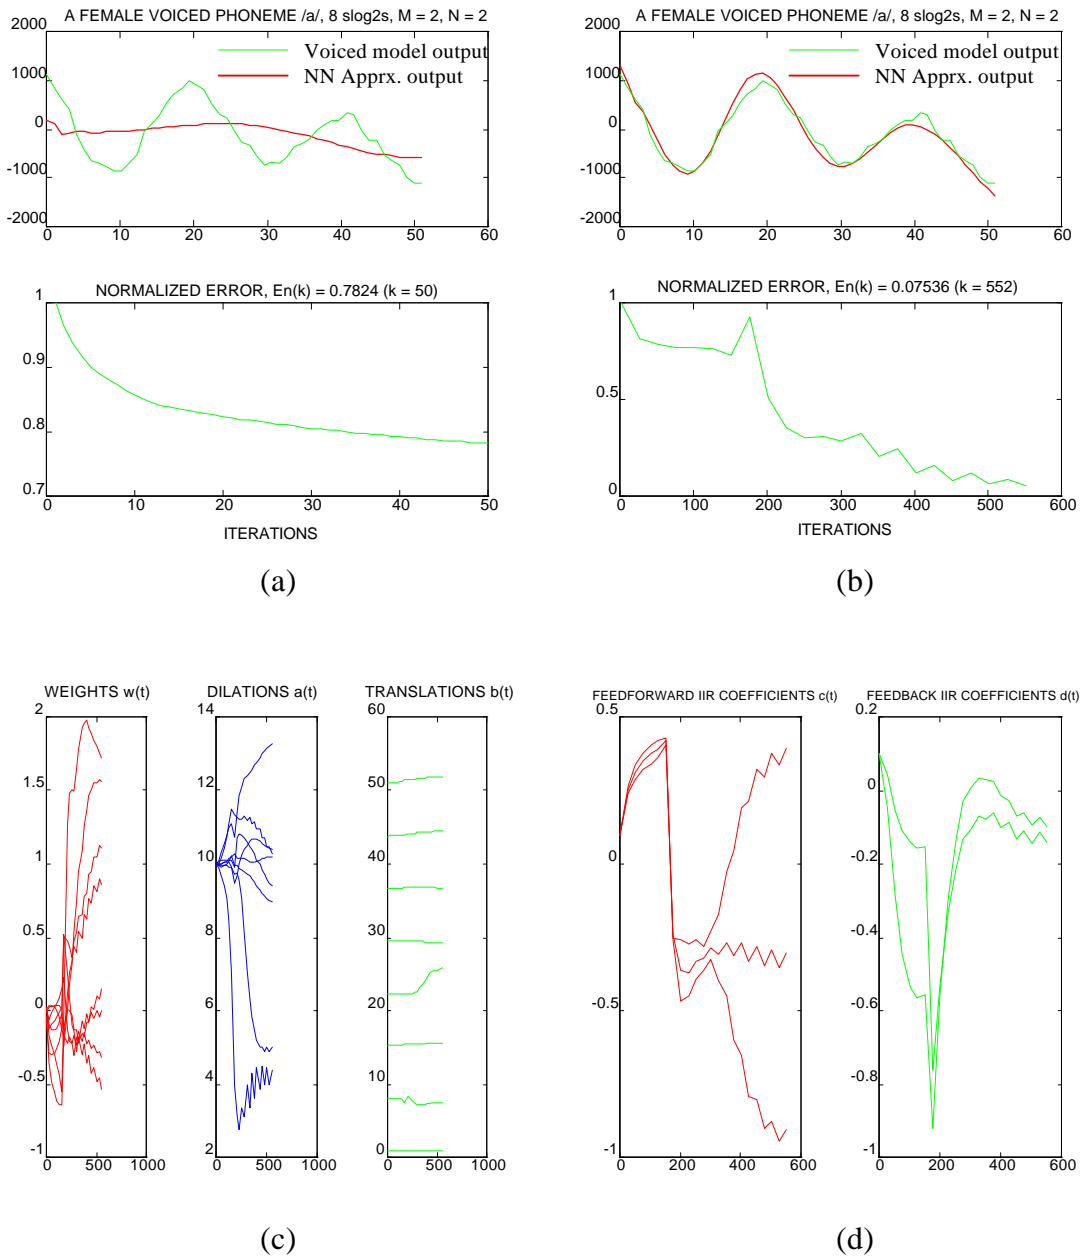 A FEMALE VOICED PHONEME /a/, 8 slog2s, M = 2, N = 2
2000
1000
0
-1000
-2000
Voiced model output
NN Apprx. output
0 10 20 30 40 50 60
NORMALIZED ERROR, En(k) = 0.7824 (k = 50)
1
0.9
0.8
0.7
0 10 20 30 40 50
ITERATIONS
(a)
A FEMALE VOICED PHONEME /a/, 8 slog2s, M = 2, N = 2
2000
1000
0
-1000
-2000
Voiced model output
NN Apprx. output
0 10 20 30 40 50 60
NORMALIZED ERROR, En(k) = 0.07536 (k = 552)
1
0.5
0
0 100 200 300 400 500 600
ITERATIONS
(b)
WEIGHTS w(t)
2
1.5
1
0.5
0
-0.5
-1
0 500 1000
DILATIONS a(t)
14
12
10
8
6
4
2
0 500 1000
TRANSLATIONS b(t)
60
50
40
30
20
10
0
0 500 1000
(c)
FEEDFORWARD IIR COEFFICIENTS c(t)
0.5
0
-0.5
-1
0 200 400 600
FEEDBACK IIR COEFFICIENTS d(t)
0.2
0
-0.2
-0.4
-0.6
-0.8
-1
0 200 400 600
(d)